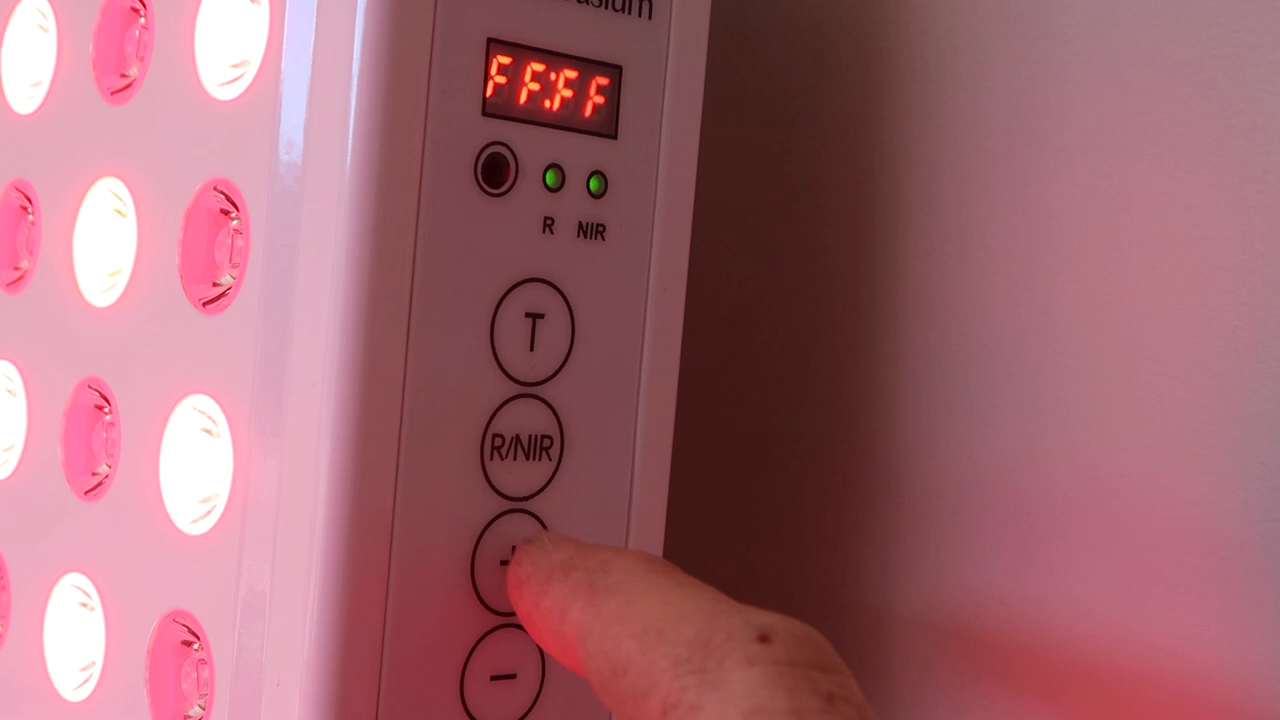 FF:FF
R NIR
T
R/NIR
+
-